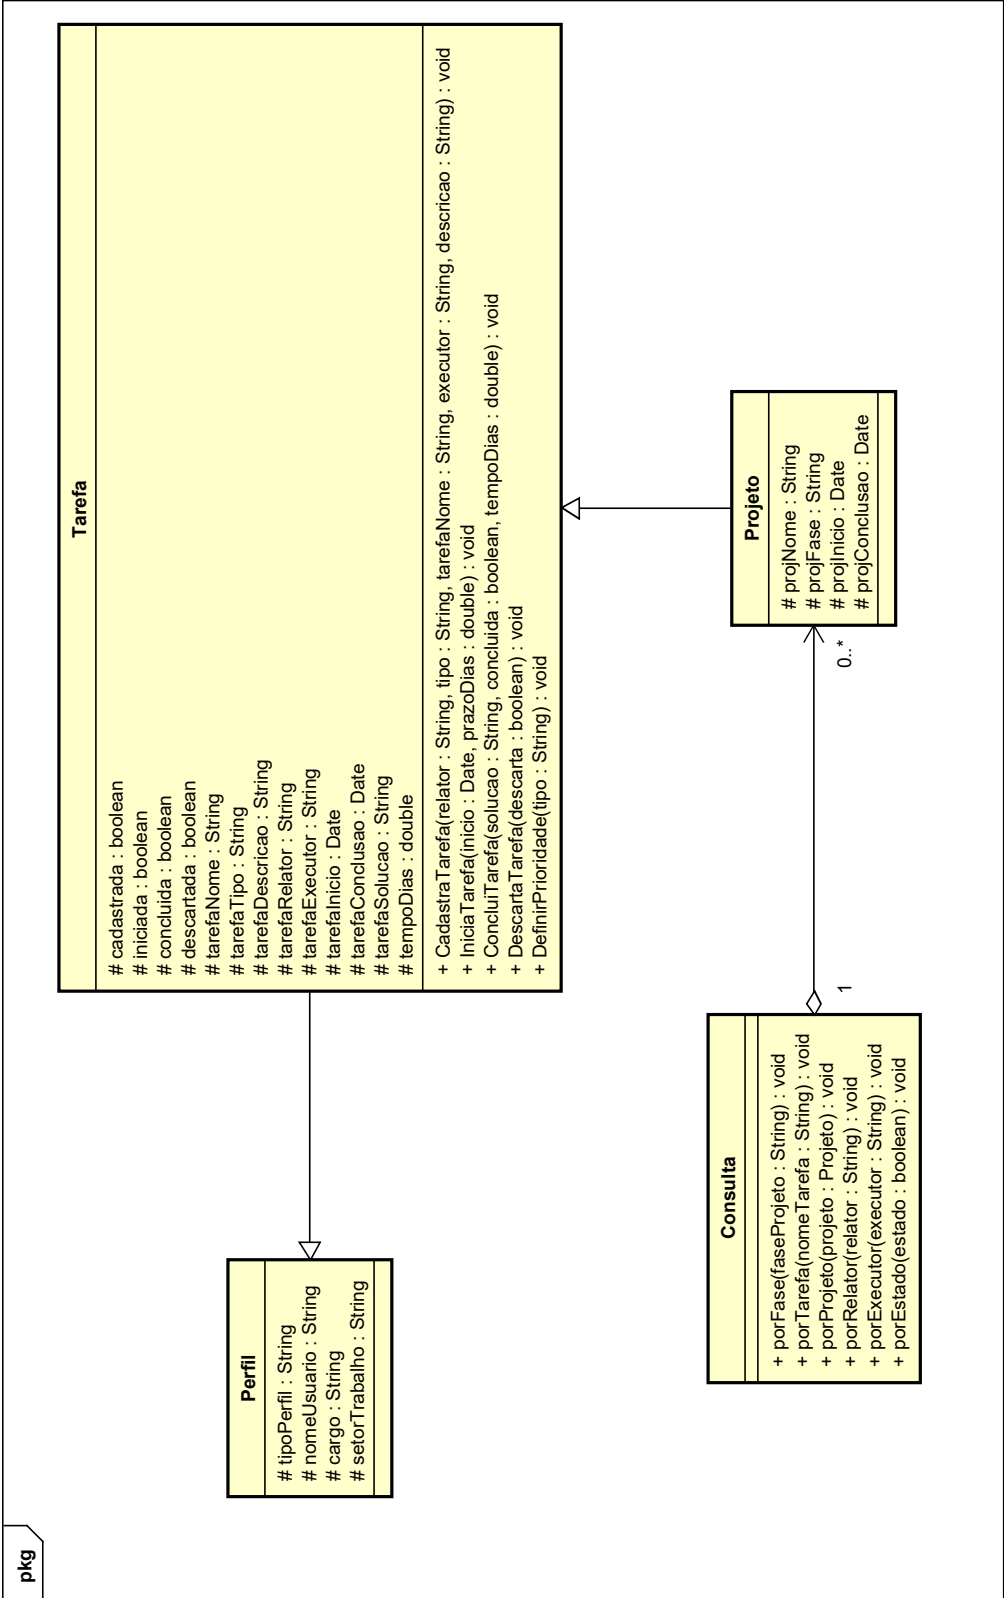 pkg
Perfil
# tipoPerfil : String
# nomeUsuario : String
# cargo : String
# setorTrabalho : String
Tarefa
# cadastrada : boolean
# iniciada : boolean
# concluida : boolean
# descartada : boolean
# tarefaNome : String
# tarefaTipo : String
# tarefaDescricao : String
# tarefaRelator : String
# tarefaExecutor : String
# tarefaInicio : Date
# tarefaConclusao : Date
# tarefaSolucao : String
# tempoDias : double
+ CadastraTarefa(relator : String, tipo : String, tarefaNome : String, executor : String, descricao : String) : void
+ IniciaTarefa(inicio : Date, prazoDias : double) : void
+ ConcluiTarefa(solucao : String, concluida : boolean, tempoDias : double) : void
+ DescartaTarefa(descarta : boolean) : void
+ DefinirPrioridade(tipo : String) : void
Consulta
+ porFase(faseProjeto : String) : void
+ porTarefa(nomeTarefa : String) : void
+ porProjeto(projeto : Projeto) : void
+ porRelator(relator : String) : void
+ porExecutor(executor : String) : void
+ porEstado(estado : boolean) : void
1
0..*
Projeto
# projNome : String
# projFase : String
# projInicio : Date
# projConclusao : Date